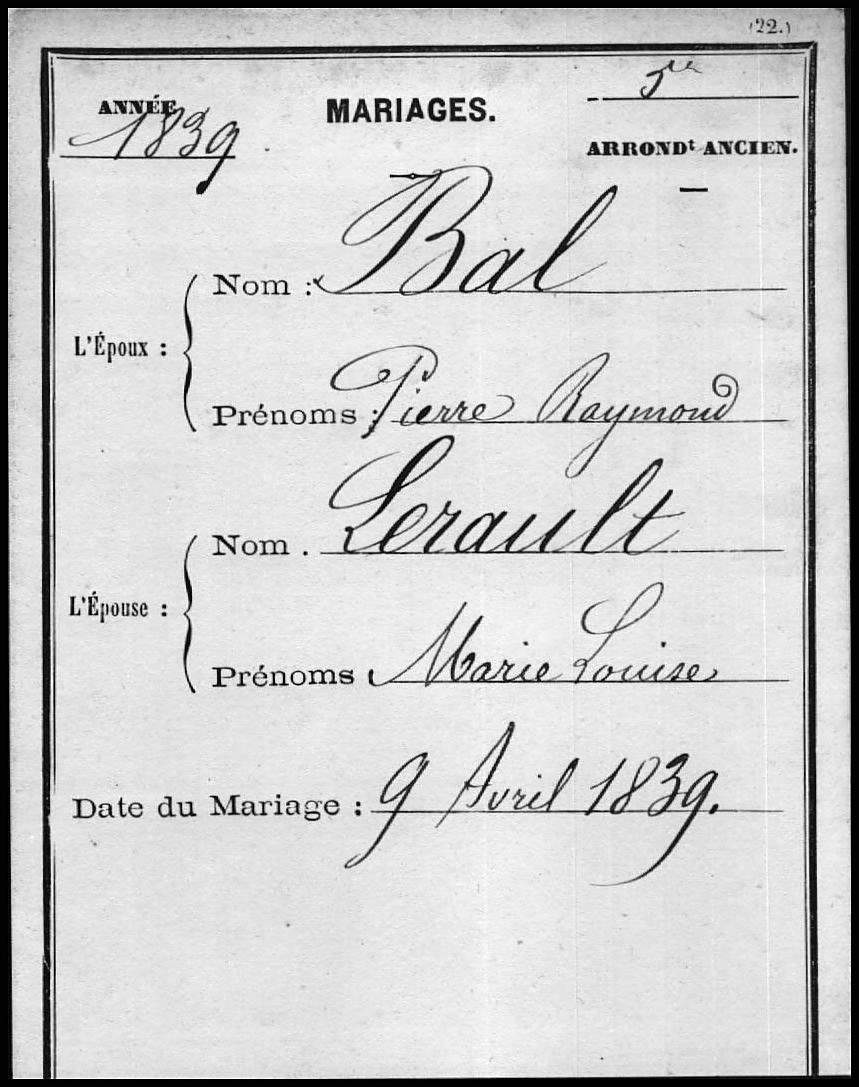 (22.)
ANNÉE MARIAGES. 5e
1839 ARRONDt ANCIEN.
Nom : Bal
L'Époux :
Prénoms : Pierre Raymond
Nom . Lerault
L'Épouse :
Prénoms : Marie Louise
Date du Mariage : 9 Avril 1839.